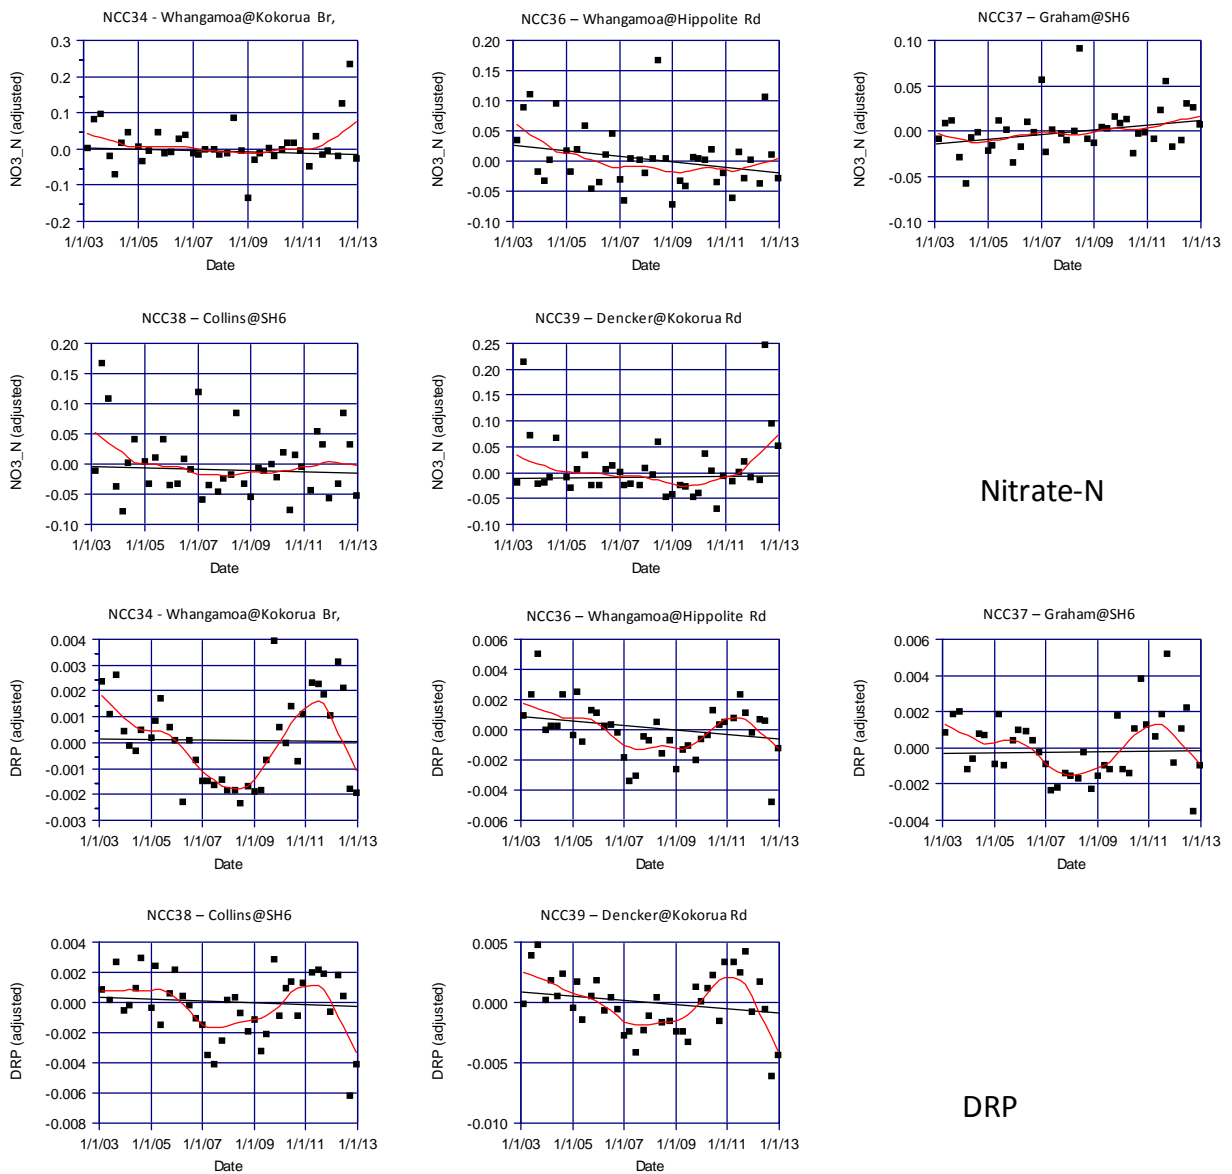 NCC34 - Whangamoa@Kokorua Br,
NO3_N (adjusted)
0.3
0.2
0.1
0.0
-0.1
-0.2
1/1/03 1/1/05 1/1/07 1/1/09 1/1/11 1/1/13
Date
NCC36 – Whangamoa@Hippolite Rd
NO3_N (adjusted)
0.20
0.15
0.10
0.05
0.00
-0.05
-0.10
1/1/03 1/1/05 1/1/07 1/1/09 1/1/11 1/1/13
Date
NCC37 – Graham@SH6
NO3_N (adjusted)
0.10
0.05
0.00
-0.05
-0.10
1/1/03 1/1/05 1/1/07 1/1/09 1/1/11 1/1/13
Date
NCC38 – Collins@SH6
NO3_N (adjusted)
0.20
0.15
0.10
0.05
0.00
-0.05
-0.10
1/1/03 1/1/05 1/1/07 1/1/09 1/1/11 1/1/13
Date
NCC39 – Dencker@Kokorua Rd
NO3_N (adjusted)
0.25
0.20
0.15
0.10
0.05
0.00
-0.05
-0.10
1/1/03 1/1/05 1/1/07 1/1/09 1/1/11 1/1/13
Date
Nitrate-N
NCC34 - Whangamoa@Kokorua Br,
DRP (adjusted)
0.004
0.003
0.002
0.001
0.000
-0.001
-0.002
-0.003
1/1/03 1/1/05 1/1/07 1/1/09 1/1/11 1/1/13
Date
NCC36 – Whangamoa@Hippolite Rd
DRP (adjusted)
0.006
0.004
0.002
0.000
-0.002
-0.004
-0.006
1/1/03 1/1/05 1/1/07 1/1/09 1/1/11 1/1/13
Date
NCC37 – Graham@SH6
DRP (adjusted)
0.006
0.004
0.002
0.000
-0.002
-0.004
1/1/03 1/1/05 1/1/07 1/1/09 1/1/11 1/1/13
Date
NCC38 – Collins@SH6
DRP (adjusted)
0.004
0.002
0.000
-0.002
-0.004
-0.006
-0.008
1/1/03 1/1/05 1/1/07 1/1/09 1/1/11 1/1/13
Date
NCC39 – Dencker@Kokorua Rd
DRP (adjusted)
0.005
0.000
-0.005
-0.010
1/1/03 1/1/05 1/1/07 1/1/09 1/1/11 1/1/13
Date
DRP